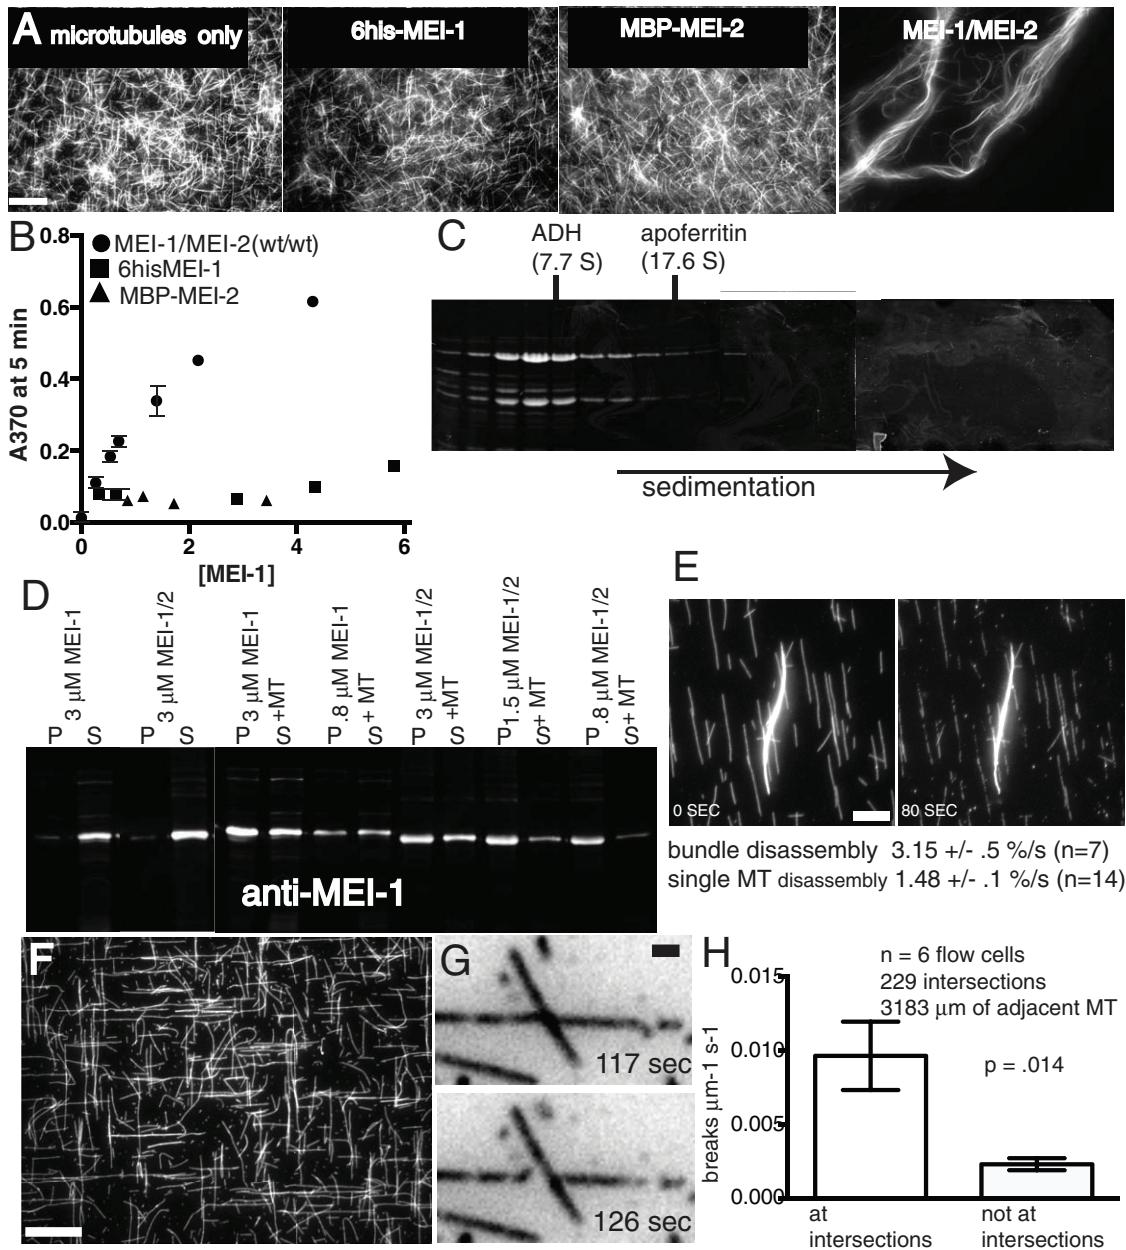 A microtubules only
6his-MEI-1
MBP-MEI-2
MEI-1/MEI-2
B
MEI-1/MEI-2(wt/wt)
6hisMEI-1
MBP-MEI-2
A370 at 5 min
0.8
0.6
0.4
0.2
0.0
0 2 4 6
[MEI-1]
C
ADH
(7.7 S)
apoferritin
(17.6 S)
sedimentation
D
3 μM MEI-1
3 μM MEI-1/2
3 μM MEI-1
+MT
.8 μM MEI-1
+ MT
3 μM MEI-1/2
+MT
1.5 μM MEI-1/2
+ MT
.8 μM MEI-1/2
+ MT
P S P S P S P S P S P S P S
anti-MEI-1
E
0 SEC
80 SEC
bundle disassembly 3.15 +/- .5 %/s (n=7)
single MT disassembly 1.48 +/- .1 %/s (n=14)
F
G
117 sec
126 sec
H
n = 6 flow cells
229 intersections
3183 μm of adjacent MT
p = .014
breaks μm-1 s-1
0.015
0.010
0.005
0.000
at
intersections
not at
intersections